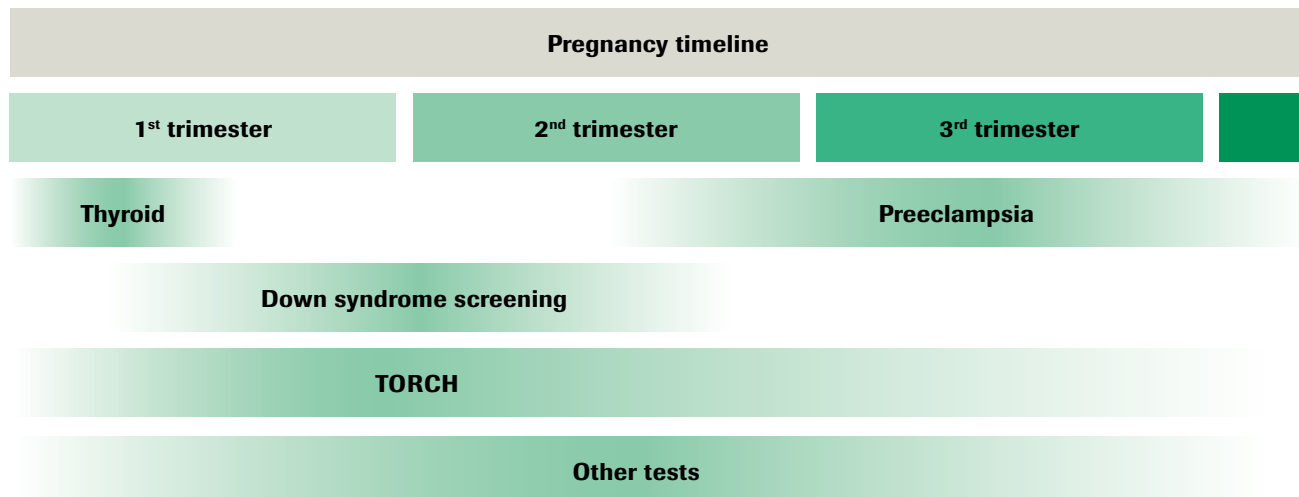 Pregnancy timeline
1st trimester 2nd trimester 3rd trimester
Thyroid Preeclampsia
Down syndrome screening
TORCH
Other tests